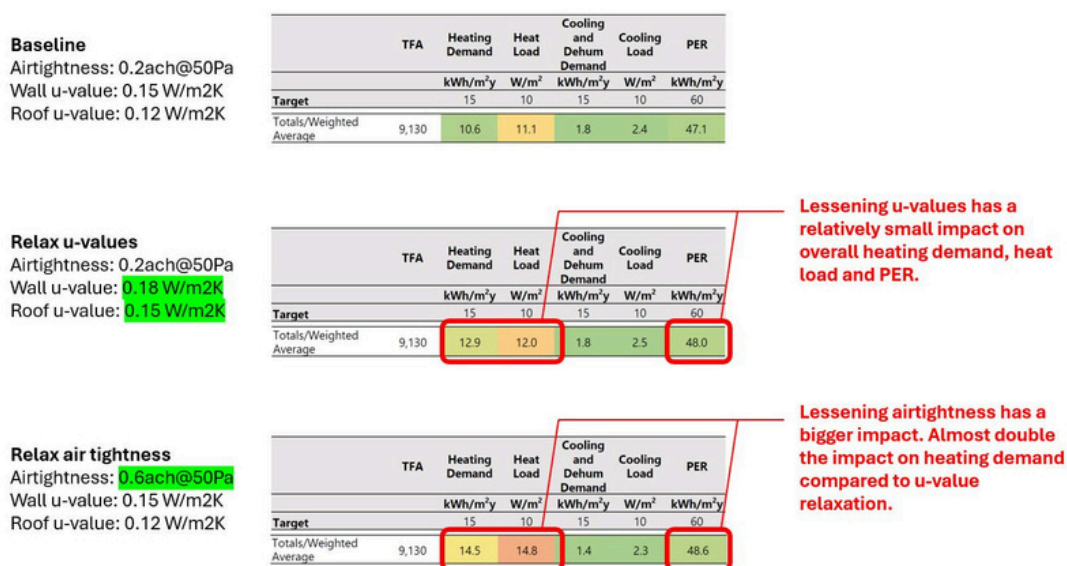 Baseline
Airtightness: 0.2ach@50Pa
Wall u-value: 0.15 W/m2K
Roof u-value: 0.12 W/m2K
TFA Heating Demand Heat Load Cooling and Dehum Demand Cooling Load PER
kWh/m²y W/m² kWh/m²y W/m² kWh/m²y
Target 15 10 15 10 60
Totals/Weighted Average 9,130 10.6 11.1 1.8 2.4 47.1
Relax u-values
Airtightness: 0.2ach@50Pa
Wall u-value: 0.18 W/m2K
Roof u-value: 0.15 W/m2K
TFA Heating Demand Heat Load Cooling and Dehum Demand Cooling Load PER
kWh/m²y W/m² kWh/m²y W/m² kWh/m²y
Target 15 10 15 10 60
Totals/Weighted Average 9,130 12.9 12.0 1.8 2.5 48.0
Lessening u-values has a
relatively small impact on
overall heating demand, heat
load and PER.
Relax air tightness
Airtightness: 0.6ach@50Pa
Wall u-value: 0.15 W/m2K
Roof u-value: 0.12 W/m2K
TFA Heating Demand Heat Load Cooling and Dehum Demand Cooling Load PER
kWh/m²y W/m² kWh/m²y W/m² kWh/m²y
Target 15 10 15 10 60
Totals/Weighted Average 9,130 14.5 14.8 1.4 2.3 48.6
Lessening airtightness has a
bigger impact. Almost double
the impact on heating demand
compared to u-value
relaxation.